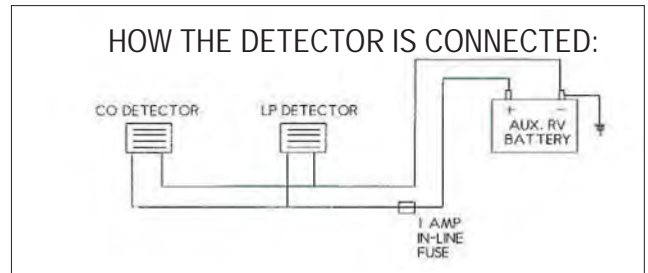 HOW THE DETECTOR IS CONNECTED:
CO DETECTOR
LP DETECTOR
+ -
AUX. RV
BATTERY
1 AMP
IN-LINE
FUSE